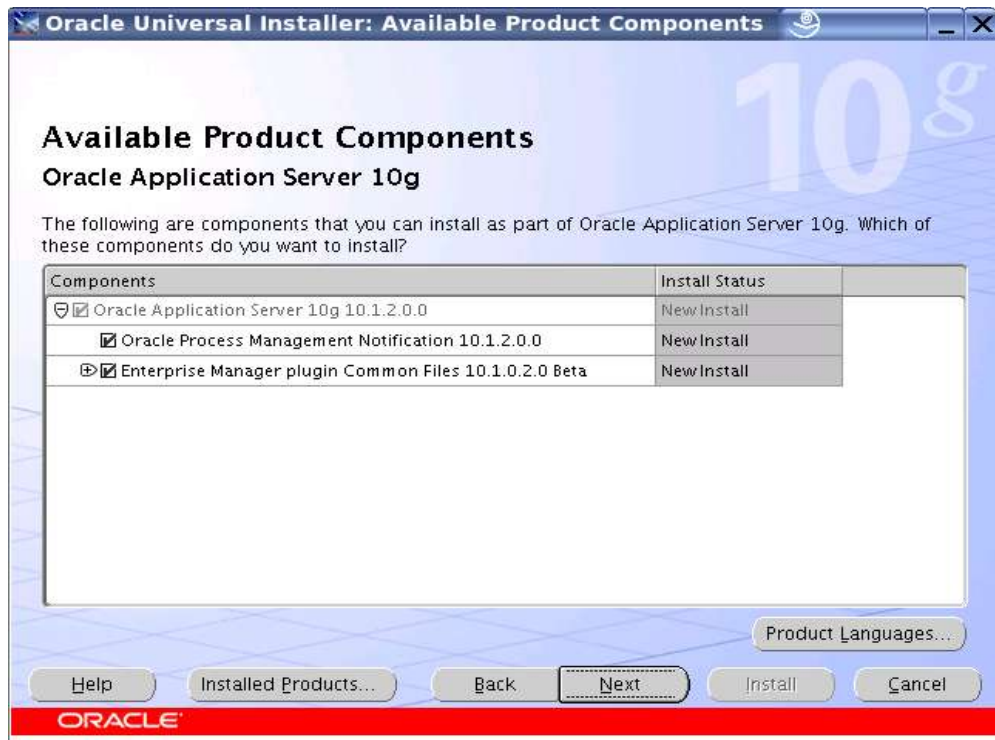 Oracle Universal Installer: Available Product Components
10g
Available Product Components
Oracle Application Server 10g
The following are components that you can install as part of Oracle Application Server 10g. Which of
these components do you want to install?
Components Install Status
Oracle Application Server 10g 10.1.2.0.0 New Install
Oracle Process Management Notification 10.1.2.0.0 New Install
Enterprise Manager plugin Common Files 10.1.0.2.0 Beta New Install
Product Languages...
Help Installed Products... Back Next Install Cancel
ORACLE